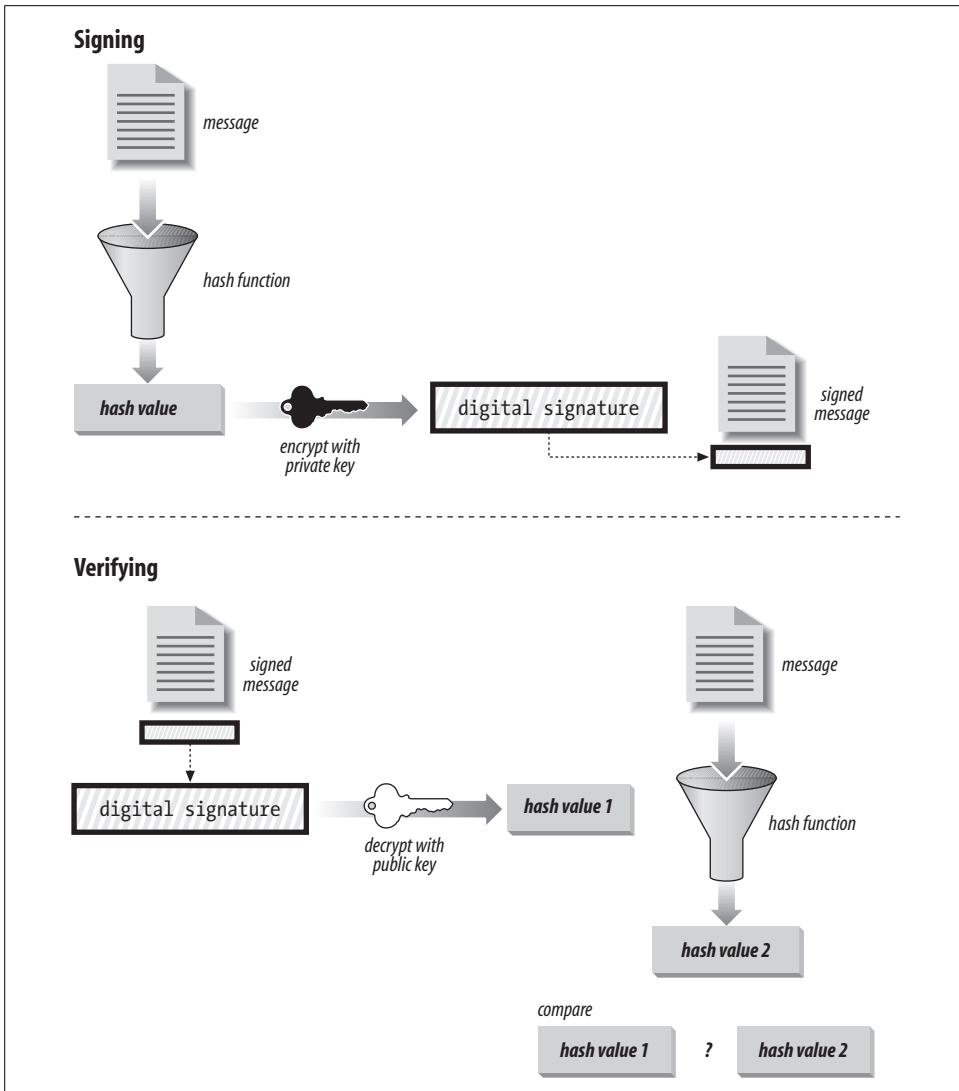 Signing
message
hash function
hash value
encrypt with
private key
digital signature
signed
message
Verifying
signed
message
digital signature
decrypt with
public key
hash value 1
message
hash function
hash value 2
compare
hash value 1 ? hash value 2